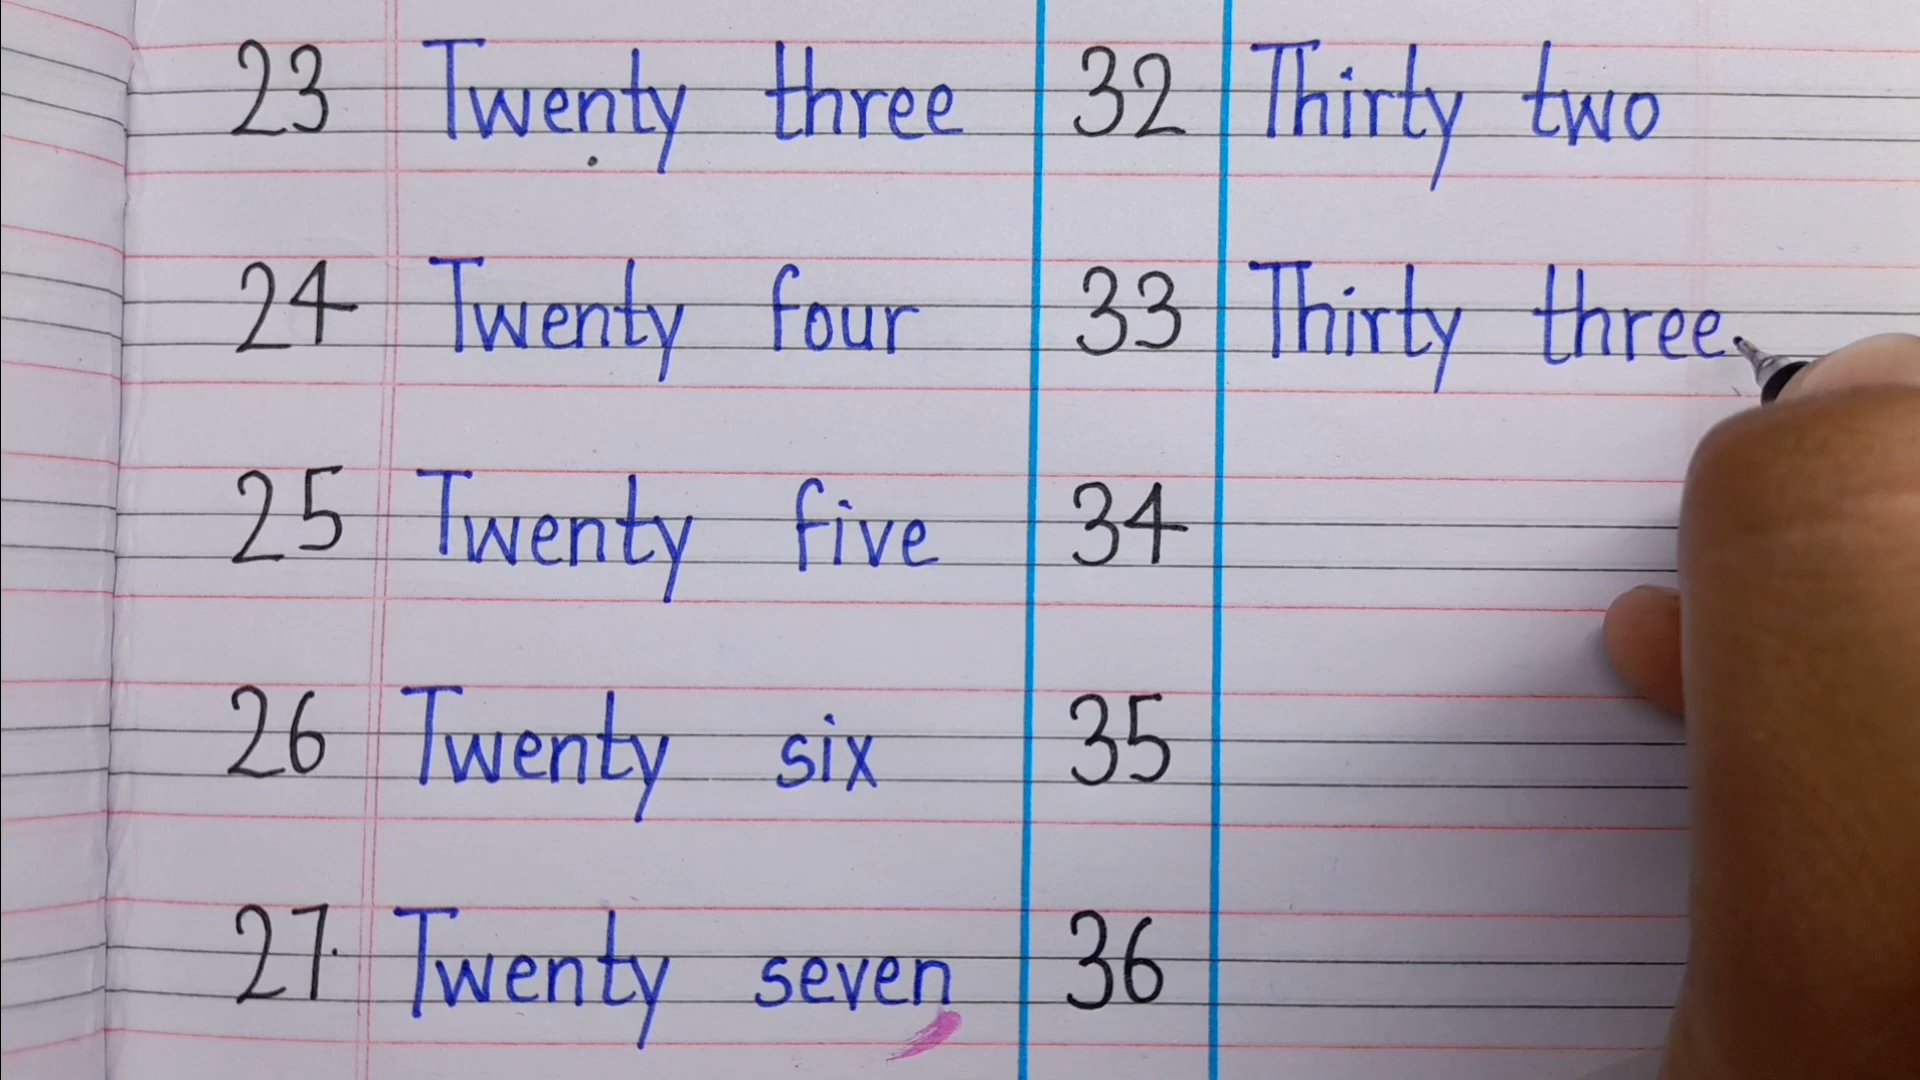 23 Twenty three 32 Thirty two
24 Twenty four 33 Thirty three
25 Twenty five 34
26 Twenty six 35
27 Twenty seven 36